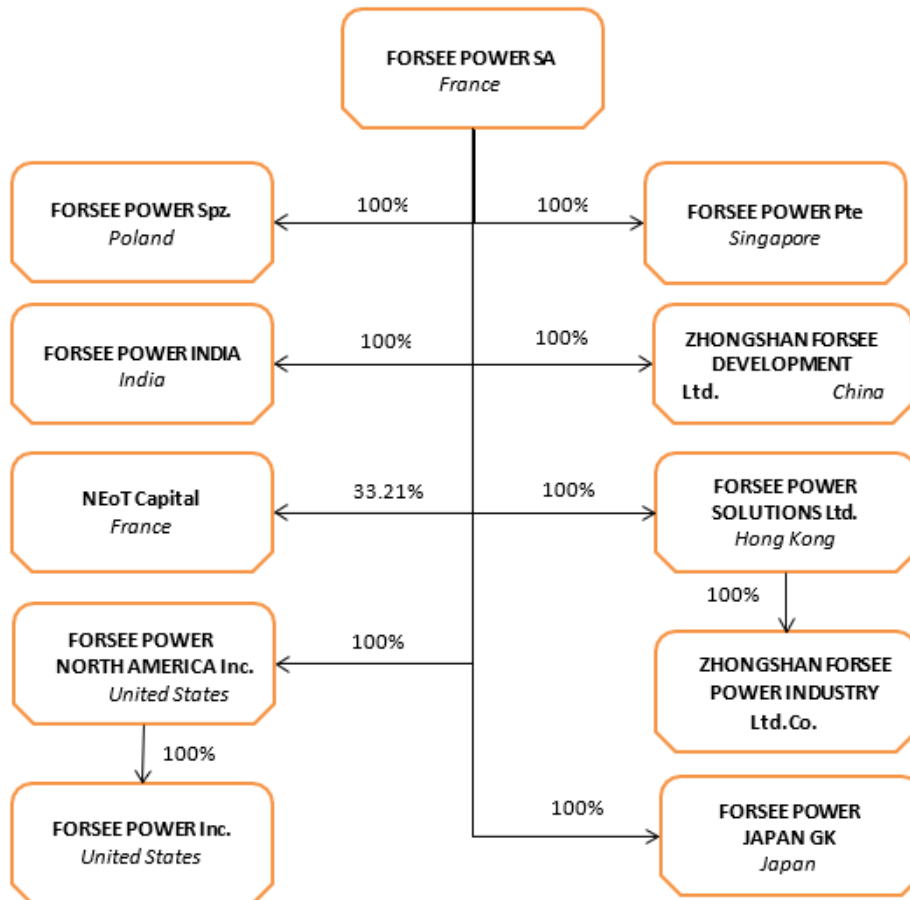 FORSEE POWER SA
France
100%
100%
FORSEE POWER Spz.
Poland
FORSEE POWER Pte
Singapore
100%
100%
FORSEE POWER INDIA
India
ZHONGSHAN FORSEE
DEVELOPMENT
Ltd. China
33.21%
100%
NEoT Capital
France
FORSEE POWER
SOLUTIONS Ltd.
Hong Kong
100%
100%
FORSEE POWER
NORTH AMERICA Inc.
United States
ZHONGSHAN FORSEE
POWER INDUSTRY
Ltd.Co.
100%
100%
FORSEE POWER Inc.
United States
FORSEE POWER
JAPAN GK
Japan